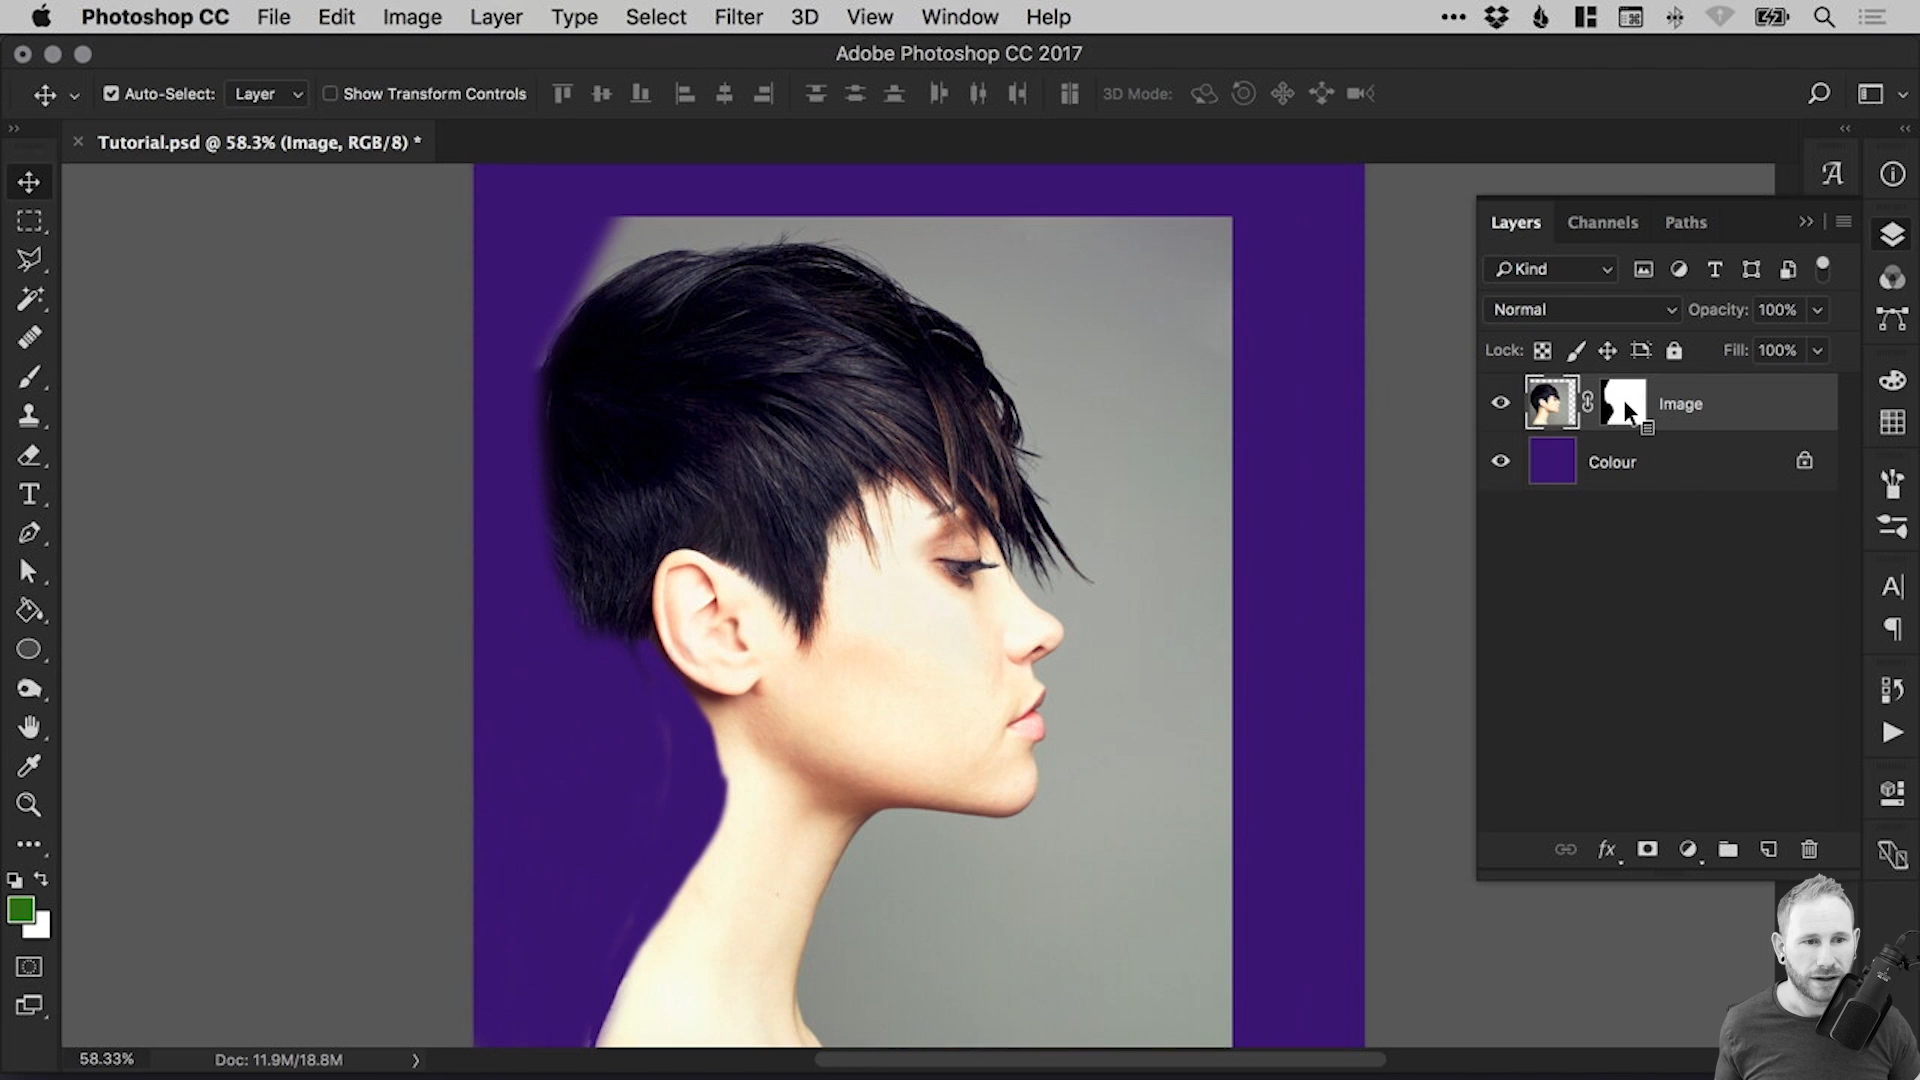 Photoshop CC File Edit Image Layer Type Select Filter 3D View Window Help
Adobe Photoshop CC 2017
Auto-Select: Layer Show Transform Controls 3D Mode:
Tutorial.psd @ 58.3% (Image, RGB/8) *
Layers Channels Paths
Kind
Normal Opacity: 100%
Lock: Fill: 100%
Image
Colour
fx
58.33% Doc: 11.9M/18.8M